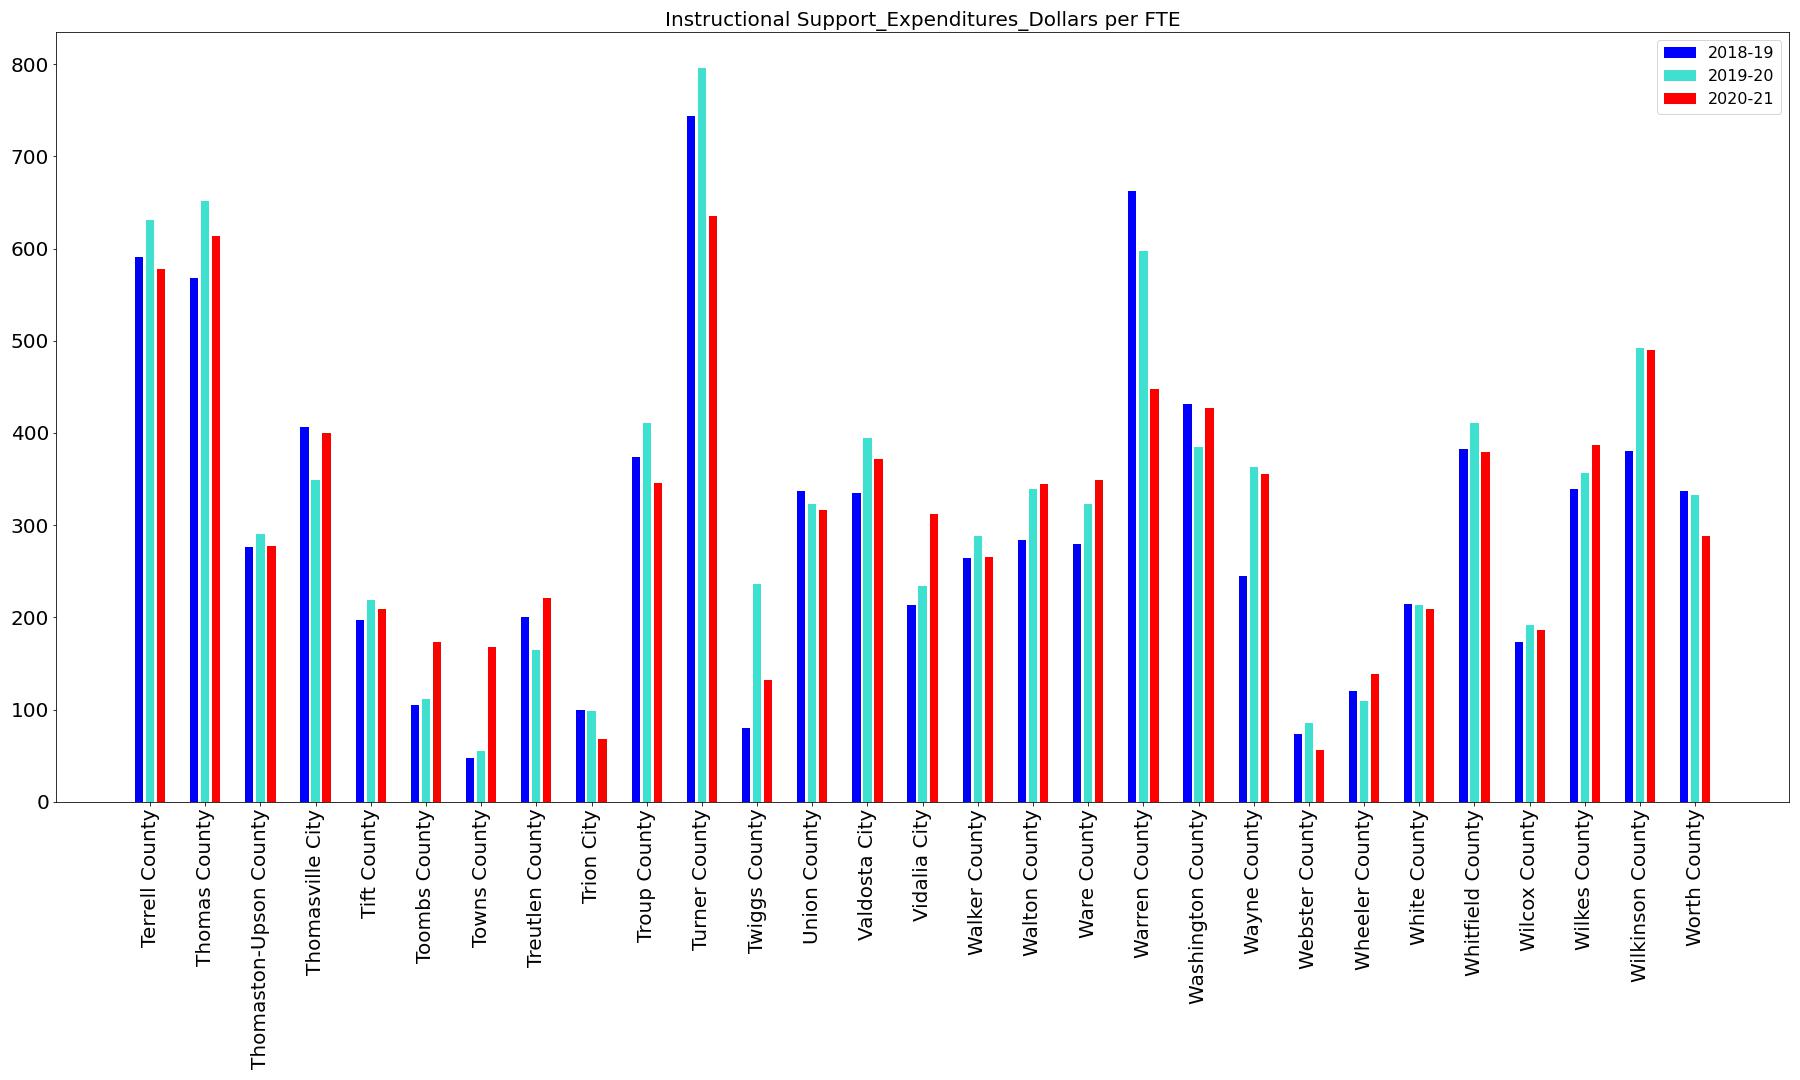 Instructional Support_Expenditures_Dollars per FTE
2018-19
2019-20
2020-21
800
700
600
500
400
300
200
100
0
Terrell County
Thomas County
Thomaston-Upson County
Thomasville City
Tift County
Toombs County
Towns County
Treutlen County
Trion City
Troup County
Turner County
Twiggs County
Union County
Valdosta City
Vidalia City
Walker County
Walton County
Ware County
Warren County
Washington County
Wayne County
Webster County
Wheeler County
White County
Whitfield County
Wilcox County
Wilkes County
Wilkinson County
Worth County